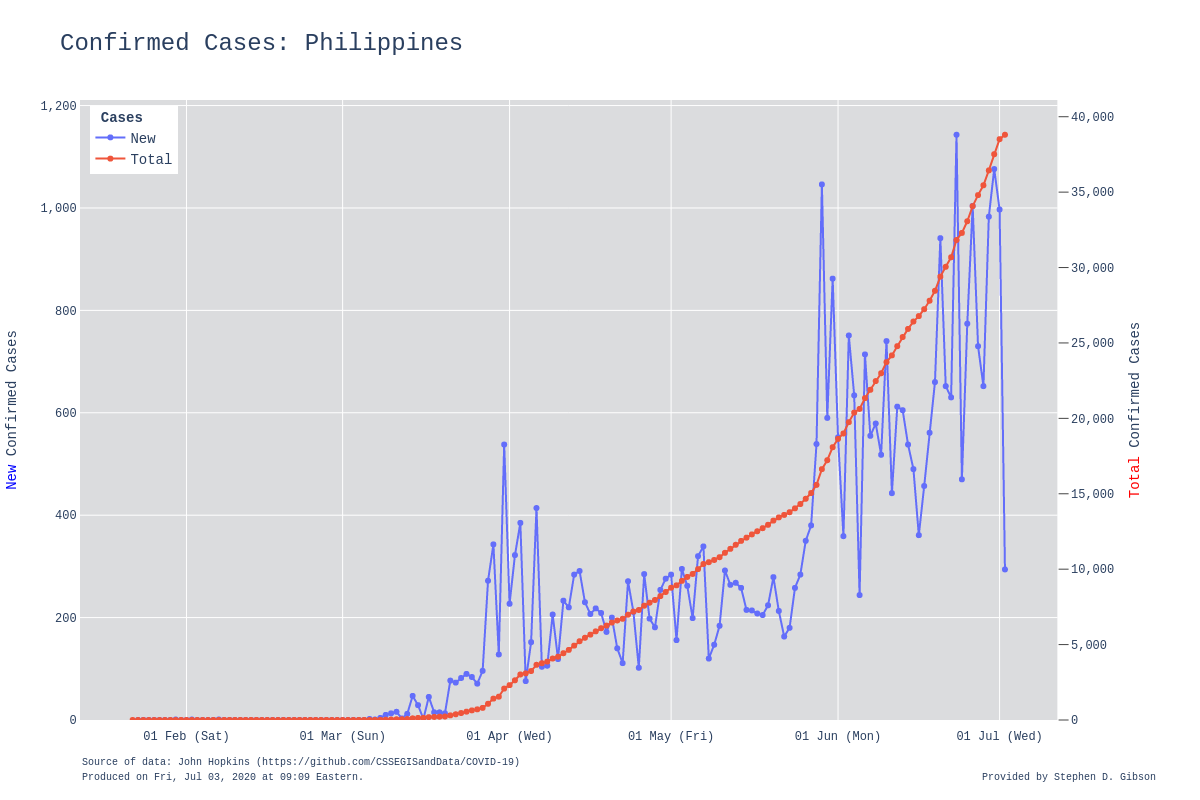 Confirmed Cases: Philippines
Cases
New
Total
1,200
1,000
800
600
400
200
0
40,000
35,000
30,000
25,000
20,000
15,000
10,000
5,000
0
New Confirmed Cases
Total Confirmed Cases
01 Feb (Sat)
01 Mar (Sun)
01 Apr (Wed)
01 May (Fri)
01 Jun (Mon)
01 Jul (Wed)
Source of data: John Hopkins (https://github.com/CSSEGISandData/COVID-19)
Produced on Fri, Jul 03, 2020 at 09:09 Eastern.
Provided by Stephen D. Gibson